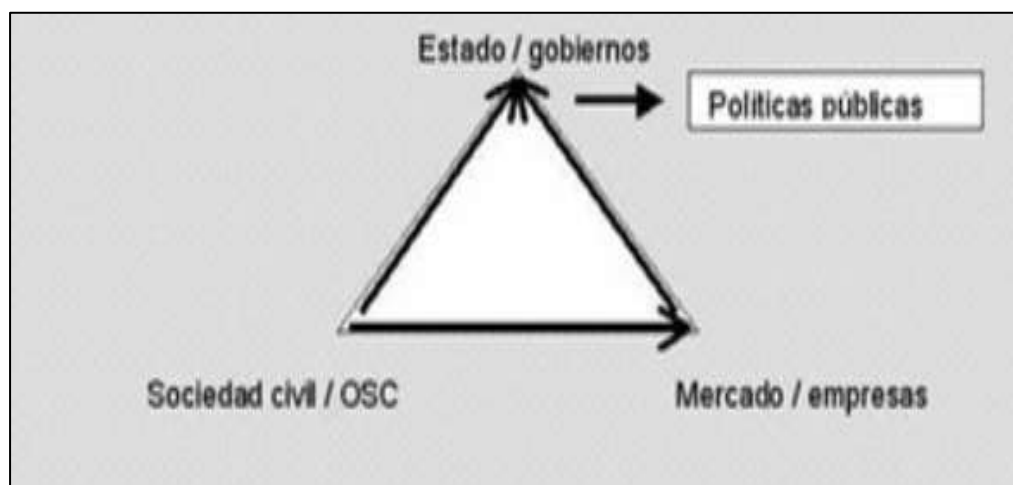 Estado / gobiernos
Políticas públicas
Sociedad civil / OSC
Mercado / empresas